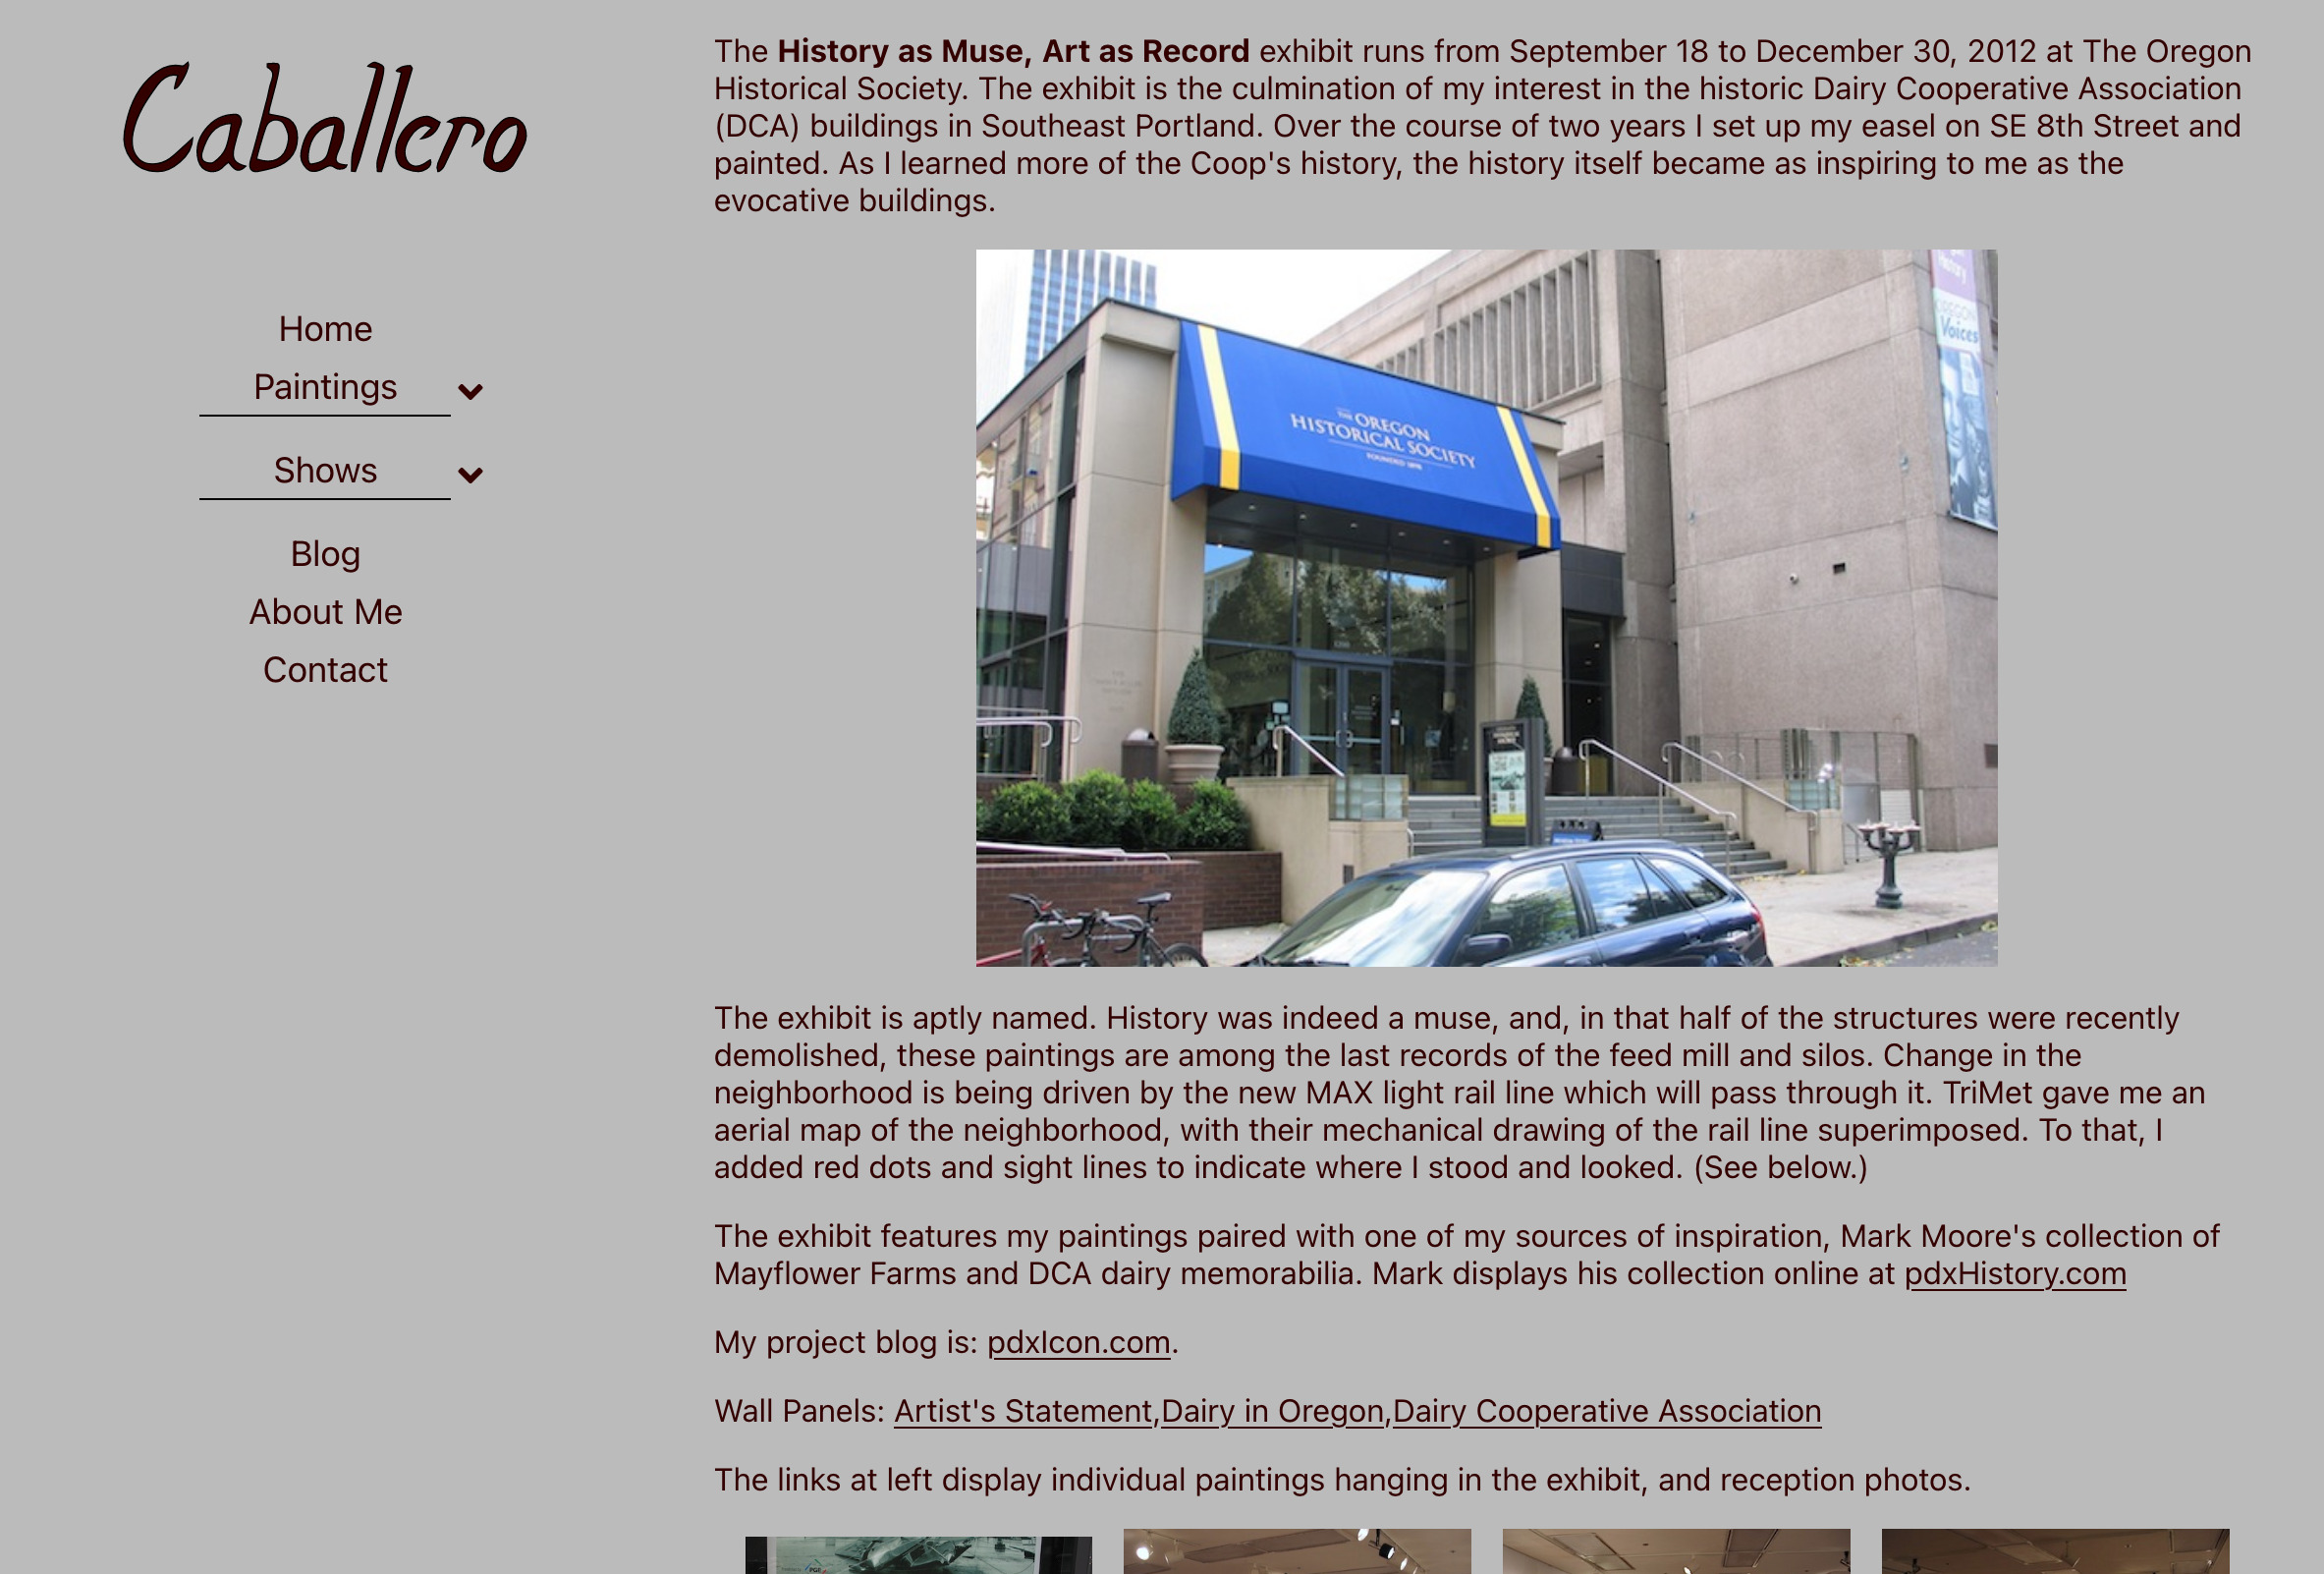 Caballero
Home
Paintings
Shows
Blog
About Me
Contact
The History as Muse, Art as Record exhibit runs from September 18 to December 30, 2012 at The Oregon
Historical Society. The exhibit is the culmination of my interest in the historic Dairy Cooperative Association
(DCA) buildings in Southeast Portland. Over the course of two years I set up my easel on SE 8th Street and
painted. As I learned more of the Coop's history, the history itself became as inspiring to me as the
evocative buildings.
THE OREGON
HISTORICAL SOCIETY
FOUNDED 1898
History
OREGON
Voices
The exhibit is aptly named. History was indeed a muse, and, in that half of the structures were recently
demolished, these paintings are among the last records of the feed mill and silos. Change in the
neighborhood is being driven by the new MAX light rail line which will pass through it. TriMet gave me an
aerial map of the neighborhood, with their mechanical drawing of the rail line superimposed. To that, I
added red dots and sight lines to indicate where I stood and looked. (See below.)
The exhibit features my paintings paired with one of my sources of inspiration, Mark Moore's collection of
Mayflower Farms and DCA dairy memorabilia. Mark displays his collection online at pdxHistory.com
My project blog is: pdxIcon.com.
Wall Panels: Artist's Statement,Dairy in Oregon,Dairy Cooperative Association
The links at left display individual paintings hanging in the exhibit, and reception photos.